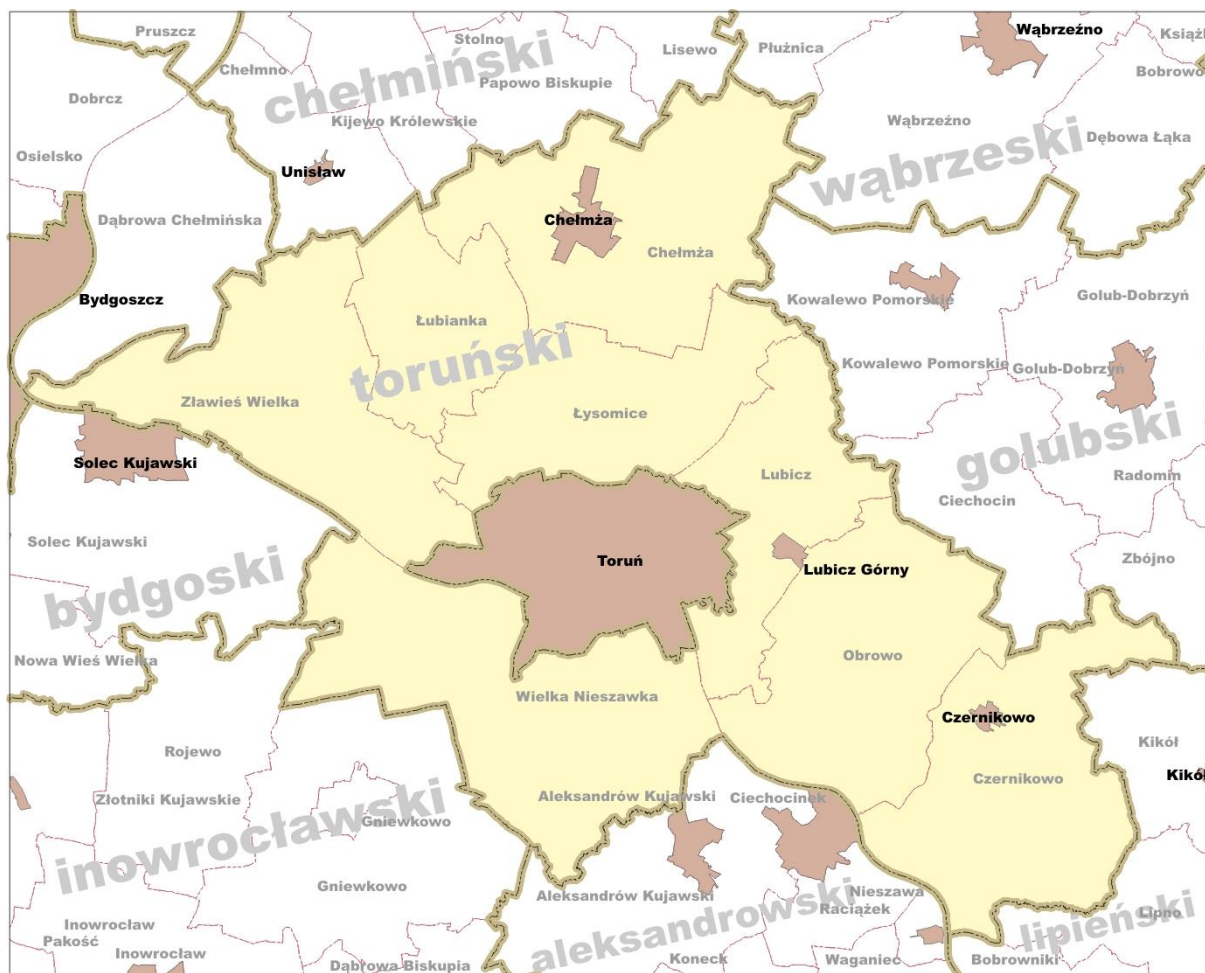 Pruszcz
Stolno
Lisewo
Płużnica
Wąbrzeźno
Chełmno
chełmiński
Papowo Biskupie
Bobrowo
Dobrcz
Kijewo Królewskie
Wąbrzeźno
Dębowa Łąka
Osielsko
Unisław
wąbrzeski
Dąbrowa Chełmińska
Chełmża
Chełmża
Bydgoszcz
Kowalewo Pomorskie
Golub-Dobrzyń
Łubianka
toruński
Kowalewo Pomorskie
Golub-Dobrzyń
Zławieś Wielka
Łysomice
Solec Kujawski
Lubicz
golubski
Radomin
Ciechocin
Solec Kujawski
Toruń
Lubicz Górny
Zbójno
bydgoski
Nowa Wieś Wielka
Obrowo
Wielka Nieszawka
Czernikowo
Rojewo
Kikół
Kikół
Złotniki Kujawskie
Aleksandrów Kujawski
Ciechocinek
Czernikowo
inowrocławski
Gniewkowo
Gniewkowo
Aleksandrów Kujawski
Nieszawa
aleksandrowski
Raciążek
lipieński
Lipno
Inowrocław
Pakość
Inowrocław
Dąbrowa Biskupia
Koneck
Waganiec
Bobrowniki